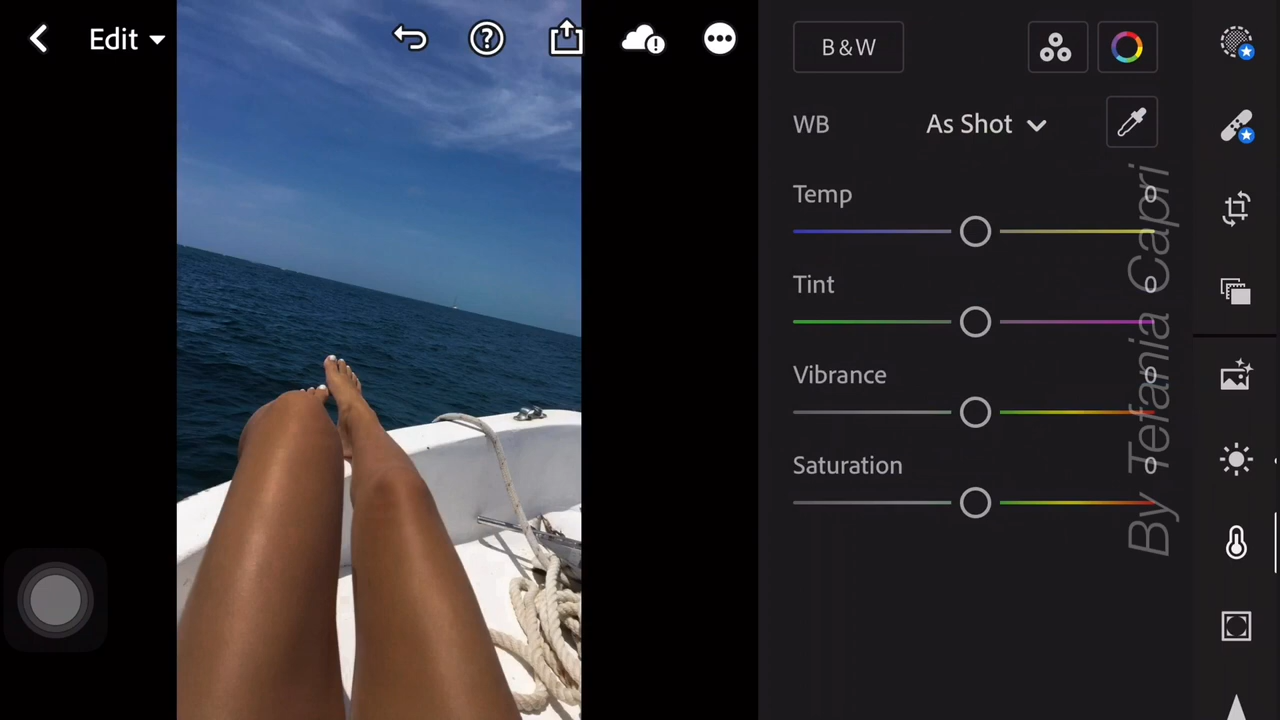 Edit
B&W
WB
As Shot
Temp
0
Tint
0
Vibrance
0
Saturation
0
By Tefania Capri